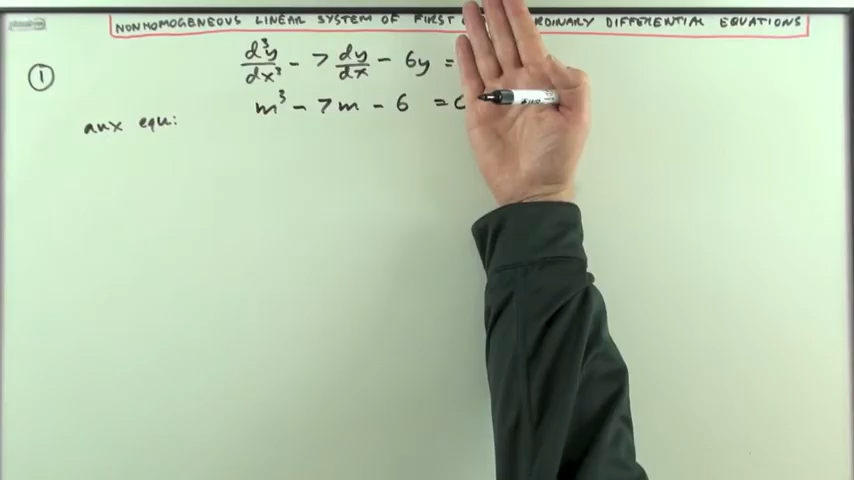 NONHOMOGENEOUS LINEAR SYSTEM OF FIRST RDINARY DIFFERENTIAL EQUATIONS
① d³y/dx³ - 7 dy/dx - 6y =
m³ - 7m - 6 = 0
aux equ: